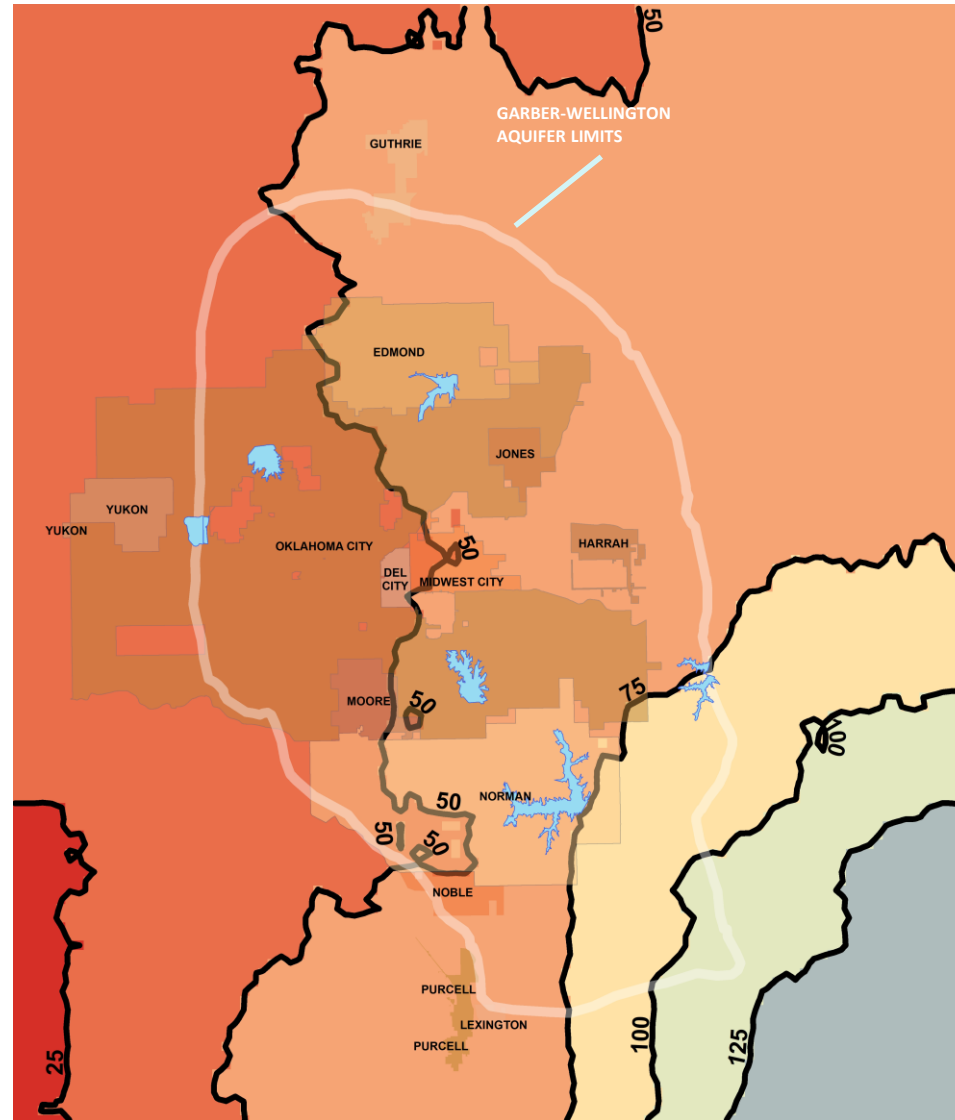 50
GARBER-WELLINGTON
AQUIFER LIMITS
GUTHRIE
EDMOND
JONES
YUKON
YUKON
OKLAHOMA CITY
50
HARRAH
DEL
CITY
MIDWEST CITY
MOORE
50
75
100
NORMAN
50
50
50
NOBLE
PURCELL
LEXINGTON
PURCELL
25
100
125